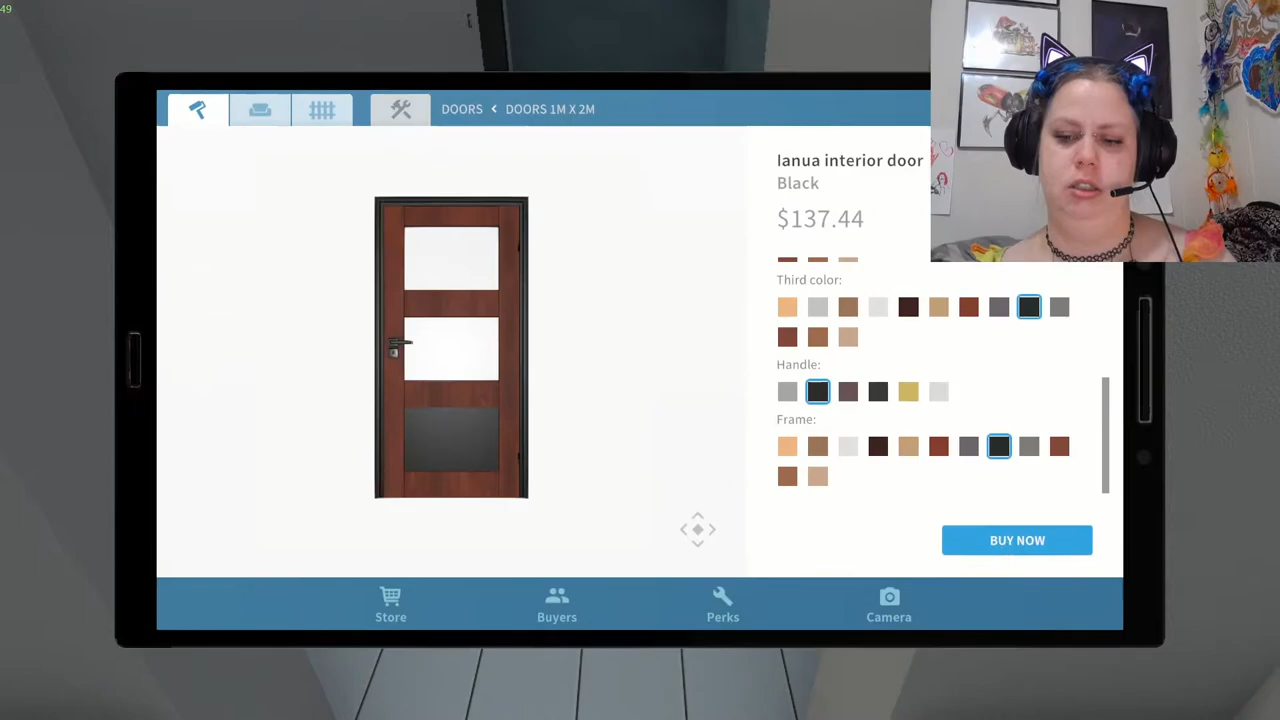 49
DOORS < DOORS 1M X 2M
Ianua interior door
Black
$137.44
Third color:
Handle:
Frame:
BUY NOW
Store
Buyers
Perks
Camera